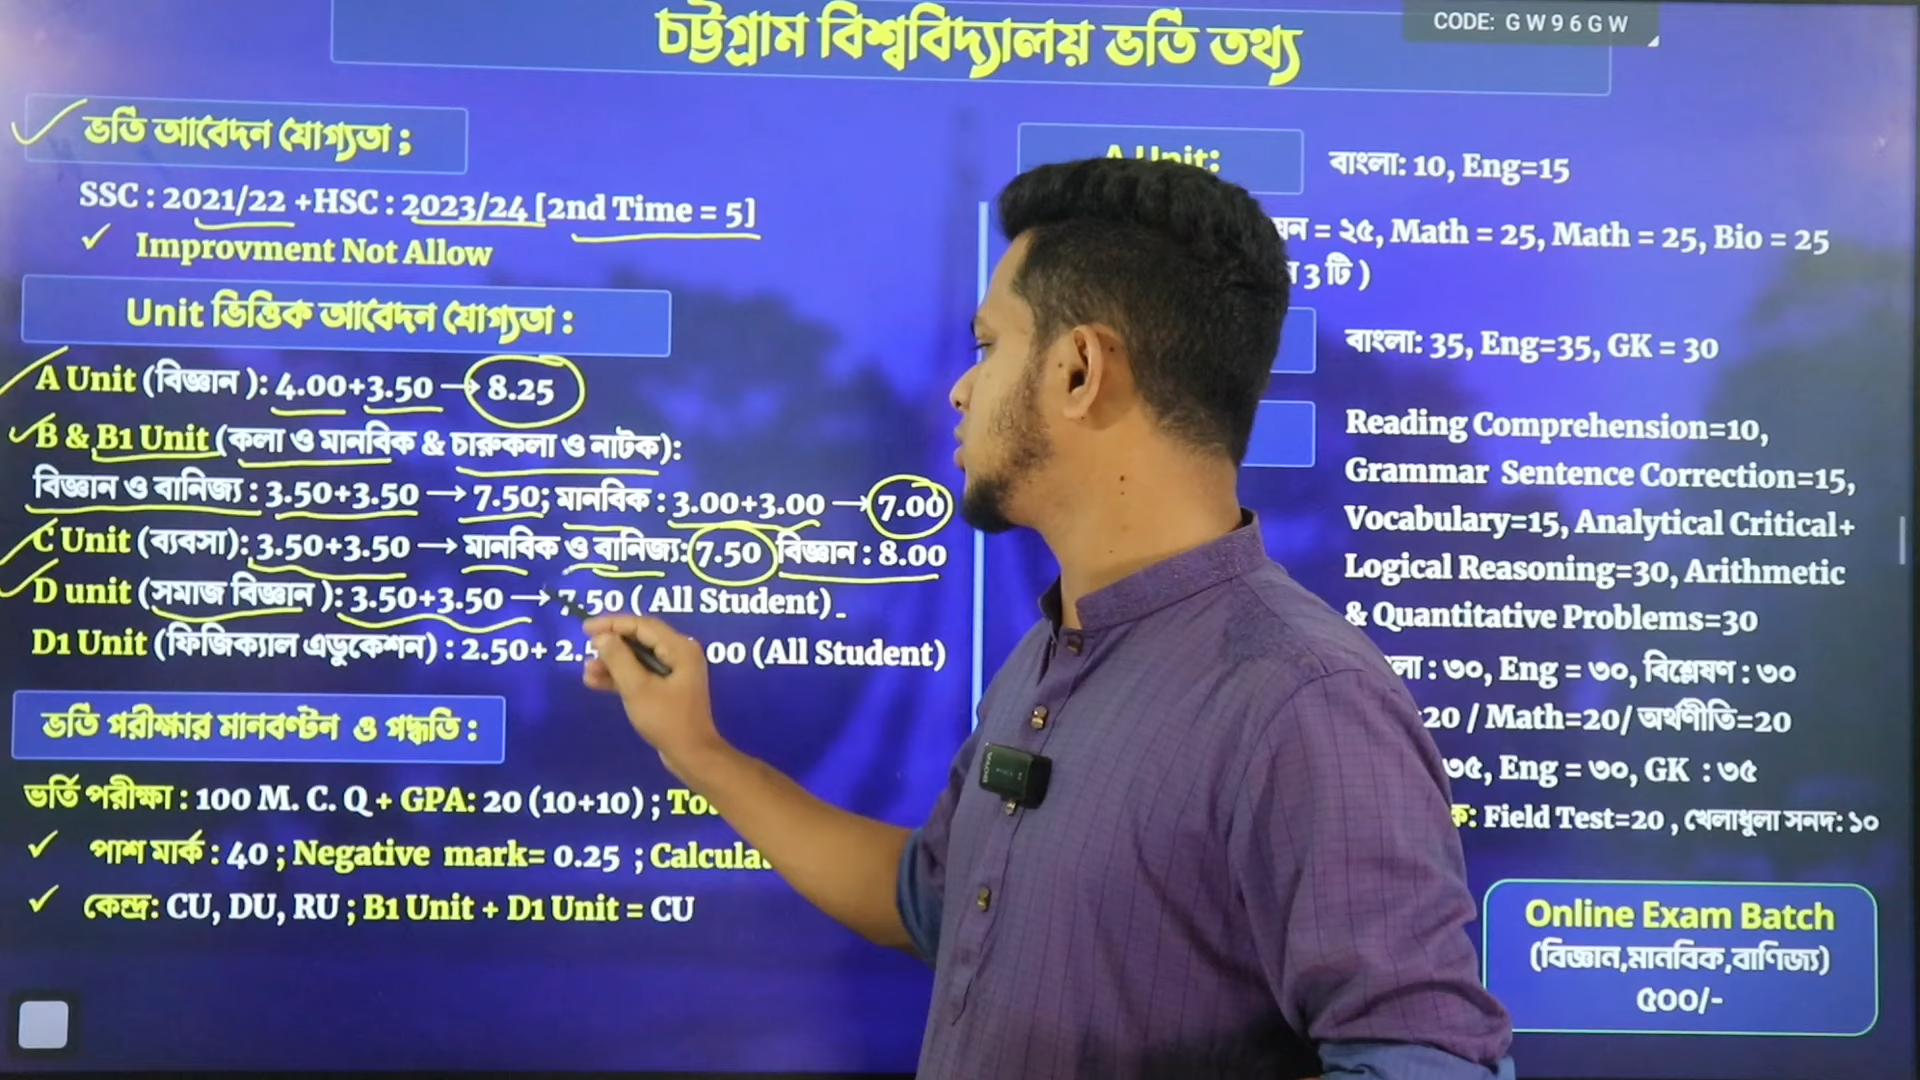 চট্টগ্রাম বিশ্ববিদ্যালয় ভর্তি তথ্য
CODE: GW96GW
ভর্তি আবেদন যোগ্যতা ;
SSC : 2021/22 +HSC : 2023/24 [2nd Time = 5]
Improvment Not Allow
Unit ভিত্তিক আবেদন যোগ্যতা :
A Unit (বিজ্ঞান ): 4.00+3.50 → 8.25
B & B1 Unit (কলা ও মানবিক & চারুকলা ও নাটক):
বিজ্ঞান ও বানিজ্য : 3.50+3.50 → 7.50; মানবিক : 3.00+3.00 → 7.00
C Unit (ব্যবসা): 3.50+3.50 → মানবিক ও বানিজ্য: 7.50 বিজ্ঞান : 8.00
D unit (সমাজ বিজ্ঞান ): 3.50+3.50 → 7.50 ( All Student)
D1 Unit (ফিজিক্যাল এডুকেশন) : 2.50+ 00 (All Student)
ভর্তি পরীক্ষার মানবণ্টন ও পদ্ধতি :
ভর্তি পরীক্ষা : 100 M. C. Q + GPA: 20 (10+10) ;
পাশ মার্ক : 40 ; Negative mark= 0.25 ;
কেন্দ্র: CU, DU, RU ; B1 Unit + D1 Unit = CU
A Unit:
বাংলা: 10, Eng=15
= ২৫, Math = 25, Math = 25, Bio = 25
3 টি )
বাংলা: 35, Eng=35, GK = 30
Reading Comprehension=10,
Grammar Sentence Correction=15,
Vocabulary=15, Analytical Critical+
Logical Reasoning=30, Arithmetic
& Quantitative Problems=30
: ৩০, Eng = ৩০, বিশ্লেষণ : ৩০
20 / Math=20/ অর্থনীতি=20
৩৫, Eng = ৩০, GK : ৩৫
Field Test=20 , খেলাধুলা সনদ: ১০
Online Exam Batch
(বিজ্ঞান,মানবিক,বাণিজ্য)
৫০০/-